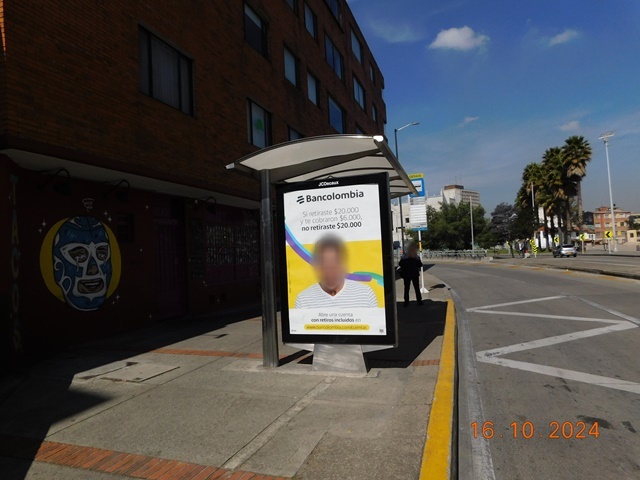 JCDecaux
Bancolombia
Si retiraste $20.000
y te cobraron $6.000,
no retiraste $20.000
Abre una cuenta
con retiros incluidos en
16 10 2024